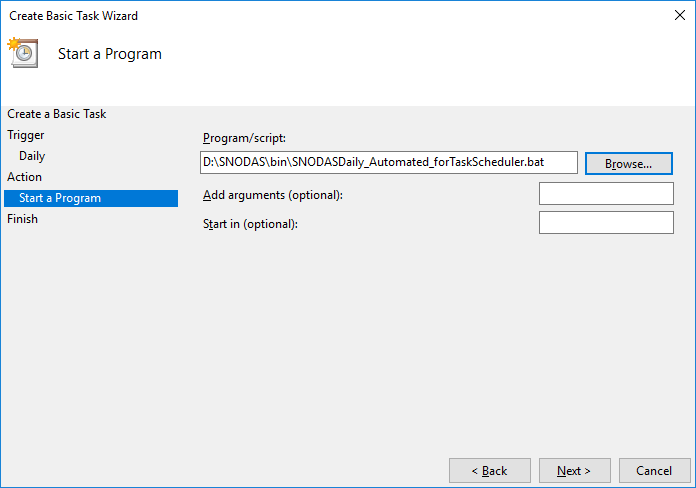 Create Basic Task Wizard
Start a Program
Create a Basic Task
Trigger
Daily
Action
Start a Program
Finish
Program/script:
D:\SNODAS\bin\SNODASDaily_Automated_forTaskScheduler.bat
Browse...
Add arguments (optional):
Start in (optional):
< Back
Next >
Cancel